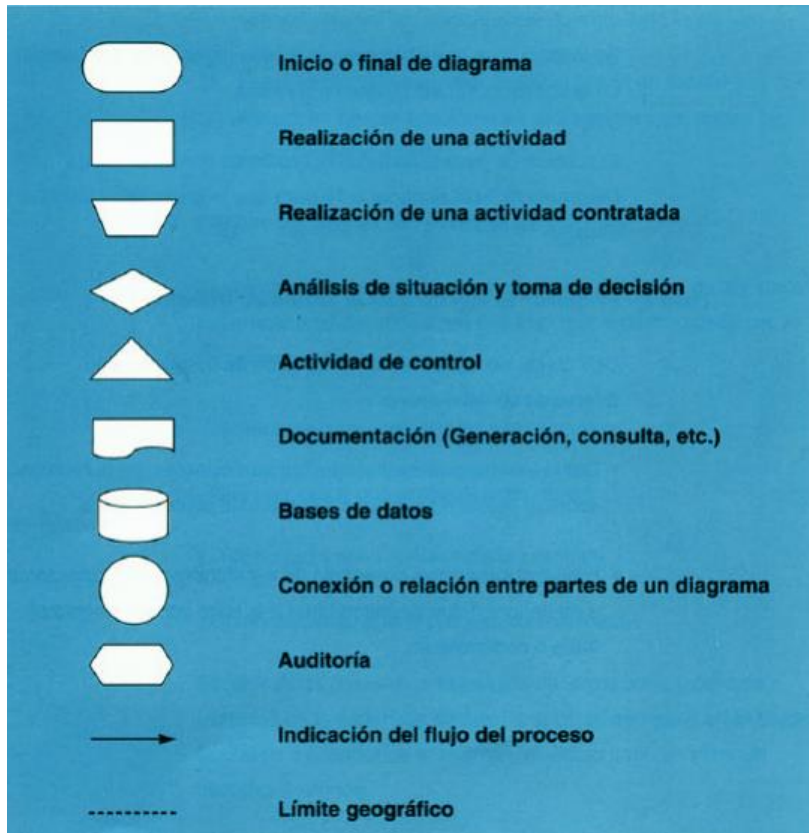 Inicio o final de diagrama
Realización de una actividad
Realización de una actividad contratada
Análisis de situación y toma de decisión
Actividad de control
Documentación (Generación, consulta, etc.)
Bases de datos
Conexión o relación entre partes de un diagrama
Auditoría
Indicación del flujo del proceso
Límite geográfico